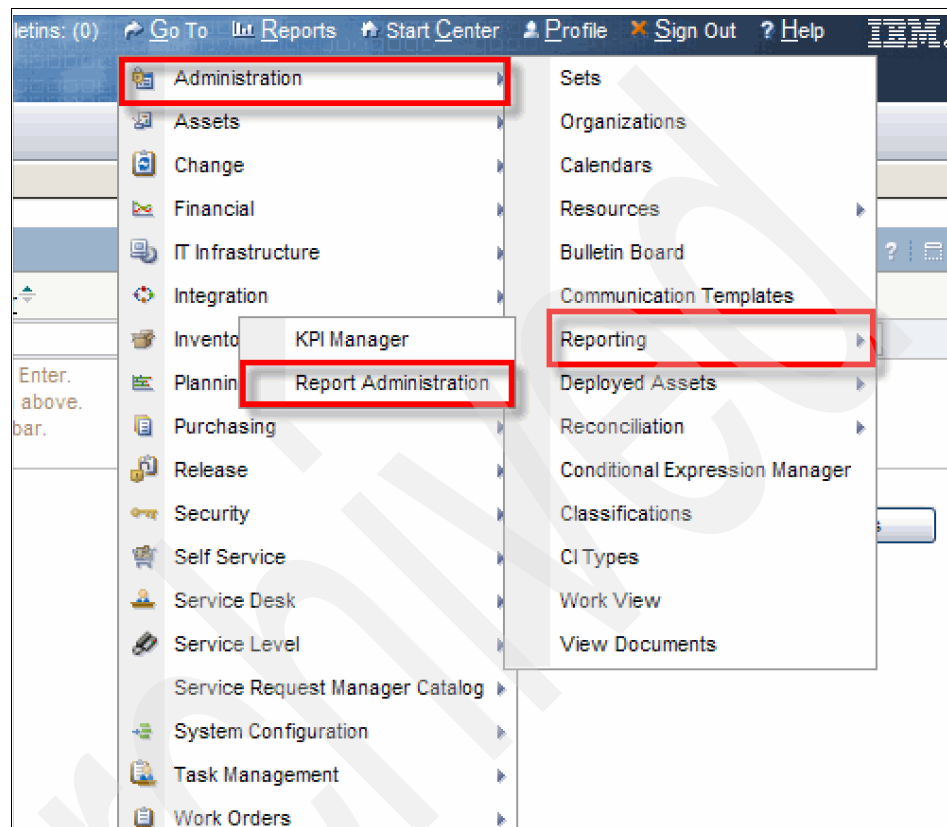 letins: (0) Go To Reports Start Center Profile Sign Out ? Help IBM.
Administration
Assets
Change
Financial
IT Infrastructure
Integration
Invento
Plannin
Purchasing
Release
Security
Self Service
Service Desk
Service Level
Service Request Manager Catalog
System Configuration
Task Management
Work Orders
Sets
Organizations
Calendars
Resources
Bulletin Board
Communication Templates
Reporting
Deployed Assets
Reconciliation
Conditional Expression Manager
Classifications
CI Types
Work View
View Documents
KPI Manager
Report Administration
Enter.
above.
bar.
?